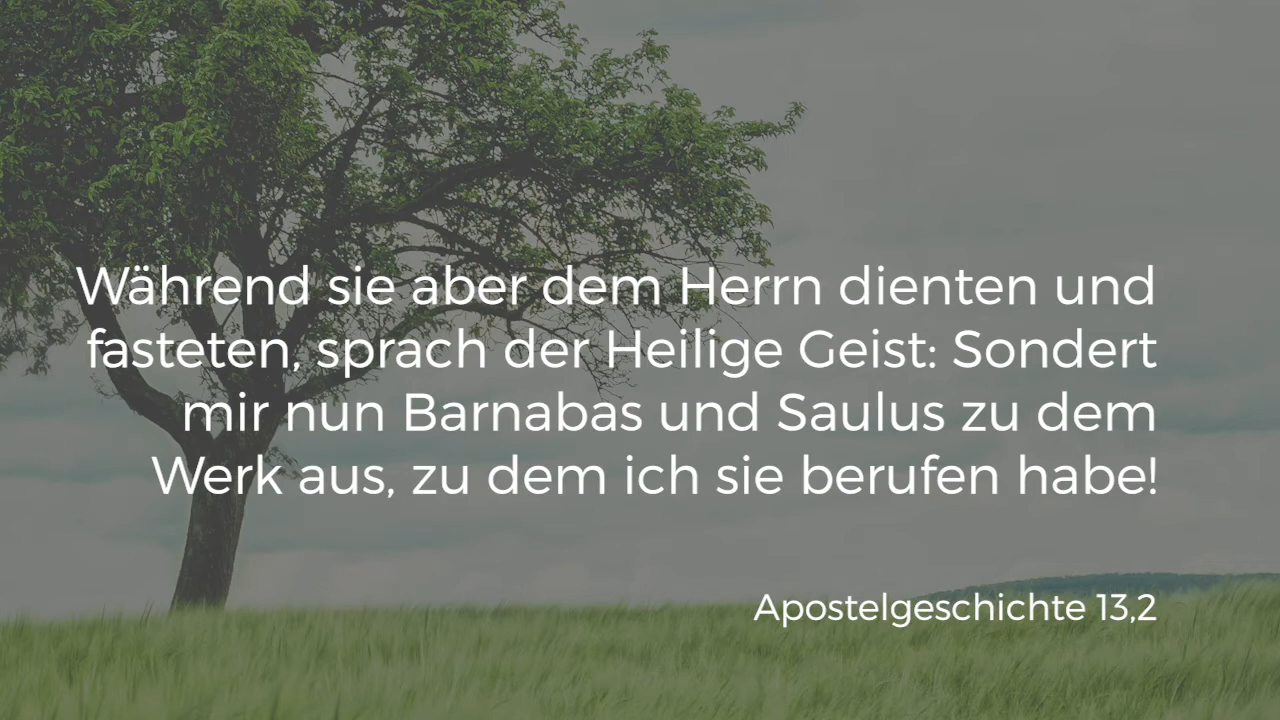 Während sie aber dem Herrn dienten und
fasteten, sprach der Heilige Geist: Sondert
mir nun Barnabas und Saulus zu dem
Werk aus, zu dem ich sie berufen habe!
Apostelgeschichte 13,2